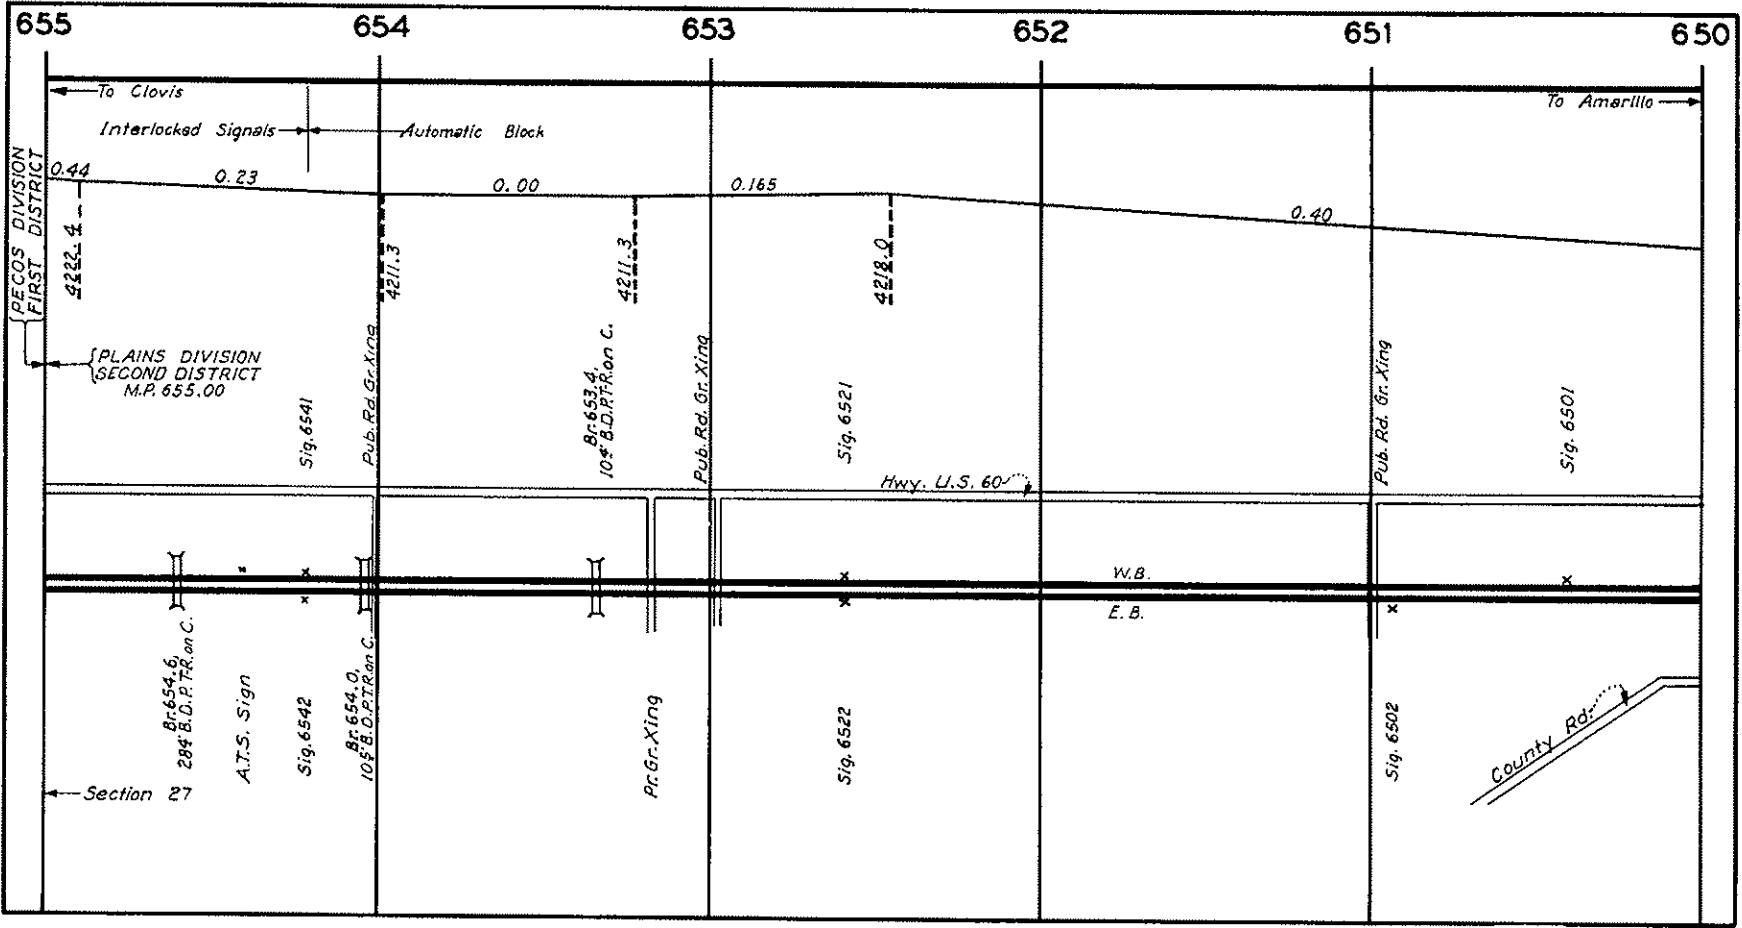 655 654 653 652 651 650
To Clovis
To Amarillo
Interlocked Signals
Automatic Block
0.44 0.23 0.00 0.165 0.40
4222.4
4211.3
4211.3
4218.0
PECOS DIVISION
FIRST DISTRICT
PLAINS DIVISION
SECOND DISTRICT
M.P. 655.00
Sig. 6541
Pub. Rd. Gr. Xing
Br. 653.4,
B.D.P.T-R. on C.
Pub. Rd. Gr. Xing
Sig. 6521
Pub. Rd. Gr. Xing
Sig. 6501
Hwy. U.S. 60
W.B.
E.B.
Br. 654.6,
284' B.D.P.T-R. on C.
A.T.S. Sign
Sig. 6542
Br. 654.0,
B.D.P.T.R. on C.
Pr. Gr. Xing
Sig. 6522
Sig. 6502
County Rd.
Section 27